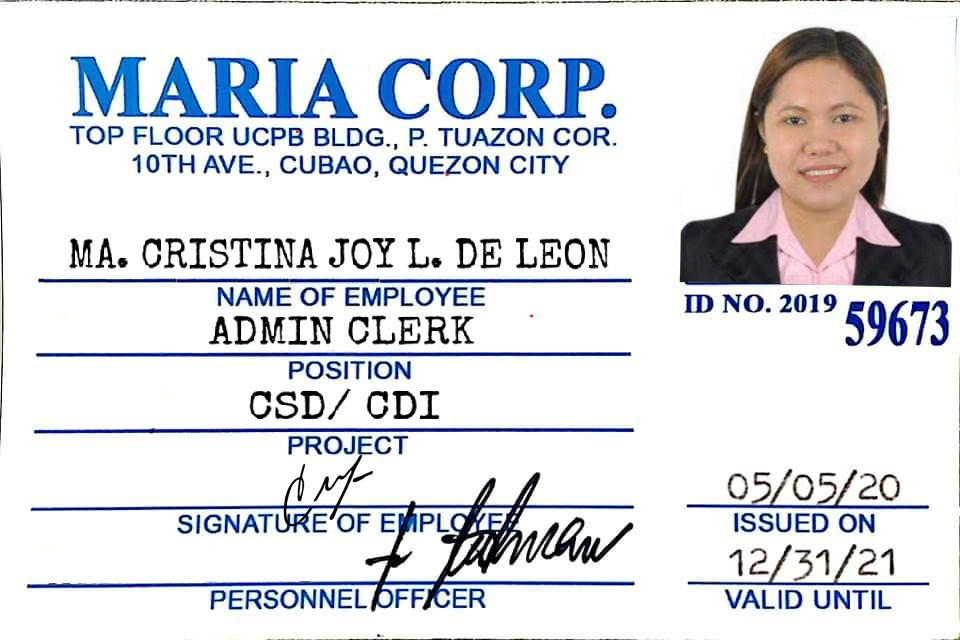 MARIA CORP.
TOP FLOOR UCPB BLDG., P. TUAZON COR.
10TH AVE., CUBAO, QUEZON CITY
MA. CRISTINA JOY L. DE LEON
NAME OF EMPLOYEE
ADMIN CLERK
POSITION
CSD/ CDI
PROJECT
SIGNATURE OF EMPLOYEE
PERSONNEL OFFICER
ID NO. 2019 59673
05/05/20
ISSUED ON
12/31/21
VALID UNTIL